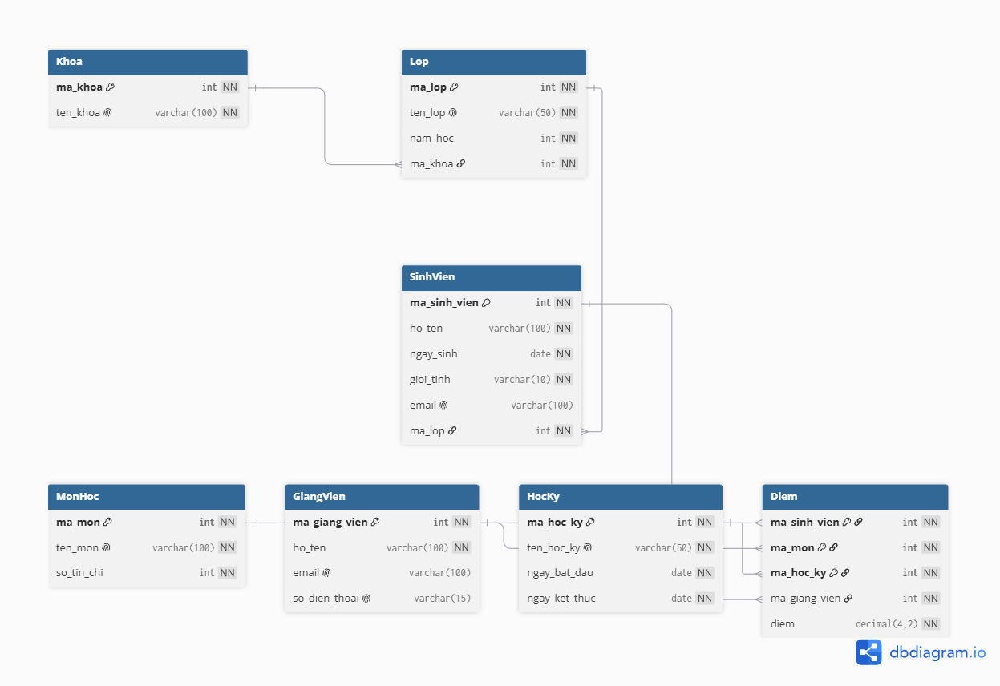 Khoa
ma_khoa int NN
ten_khoa varchar(100) NN
Lop
ma_lop int NN
ten_lop varchar(50) NN
nam_hoc int NN
ma_khoa int NN
SinhVien
ma_sinh_vien int NN
ho_ten varchar(100) NN
ngay_sinh date NN
gioi_tinh varchar(10) NN
email varchar(100)
ma_lop int NN
MonHoc
ma_mon int NN
ten_mon varchar(100) NN
so_tin_chi int NN
GiangVien
ma_giang_vien int NN
ho_ten varchar(100) NN
email varchar(100)
so_dien_thoai varchar(15)
HocKy
ma_hoc_ky int NN
ten_hoc_ky varchar(50) NN
ngay_bat_dau date NN
ngay_ket_thuc date NN
Diem
ma_sinh_vien int NN
ma_mon int NN
ma_hoc_ky int NN
ma_giang_vien int NN
diem decimal(4,2) NN
dbdiagram.io